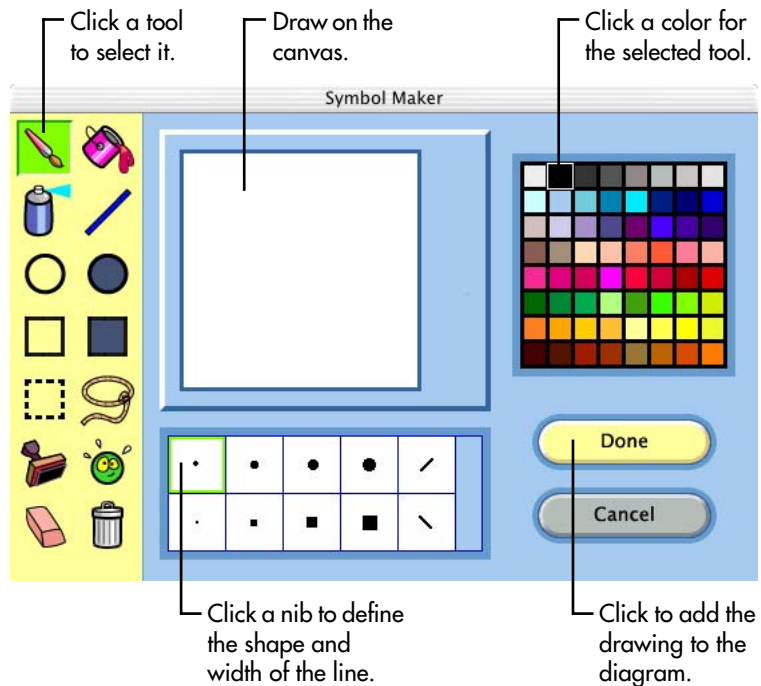 Click a tool
to select it.
Draw on the
canvas.
Click a color for
the selected tool.
Symbol Maker
Done
Cancel
Click a nib to define
the shape and
width of the line.
Click to add the
drawing to the
diagram.